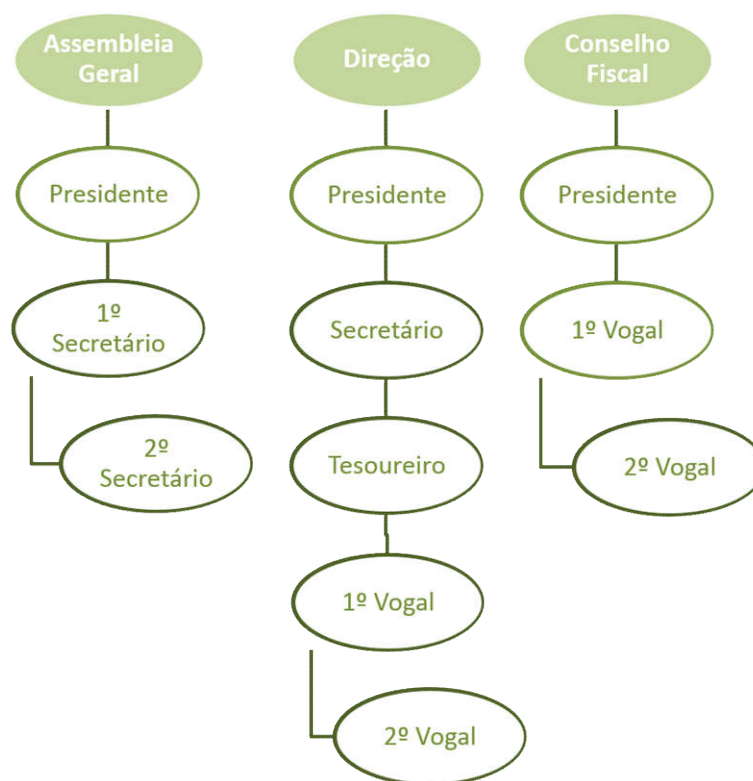 Assembleia
Geral
Presidente
1º
Secretário
2º
Secretário
Direção
Presidente
Secretário
Tesoureiro
1º Vogal
2º Vogal
Conselho
Fiscal
Presidente
1º Vogal
2º Vogal